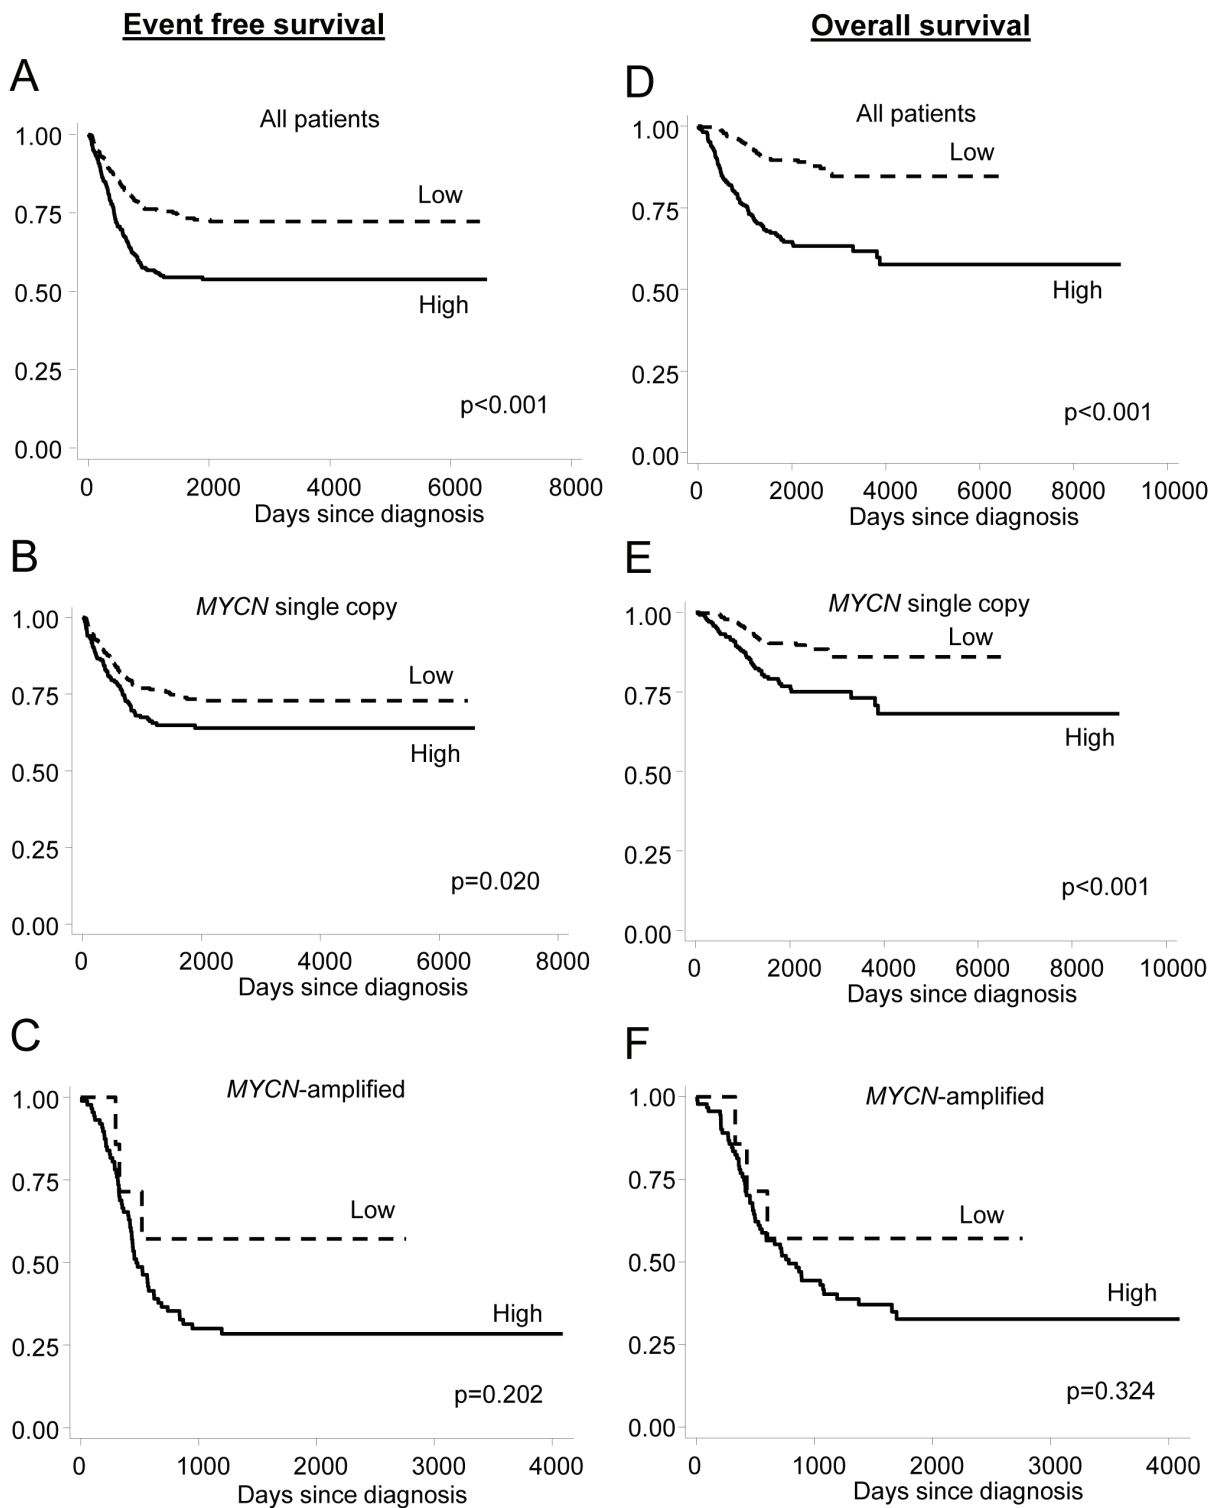 Event free survival
Overall survival
A
All patients
1.00
0.75
0.50
0.25
0.00
Low
High
p<0.001
0 2000 4000 6000 8000
Days since diagnosis
D
All patients
1.00
0.75
0.50
0.25
0.00
Low
High
p<0.001
0 2000 4000 6000 8000 10000
Days since diagnosis
B
MYCN single copy
1.00
0.75
0.50
0.25
0.00
Low
High
p=0.020
0 2000 4000 6000 8000
Days since diagnosis
E
MYCN single copy
1.00
0.75
0.50
0.25
0.00
Low
High
p<0.001
0 2000 4000 6000 8000 10000
Days since diagnosis
C
MYCN-amplified
1.00
0.75
0.50
0.25
0.00
Low
High
p=0.202
0 1000 2000 3000 4000
Days since diagnosis
F
MYCN-amplified
1.00
0.75
0.50
0.25
0.00
Low
High
p=0.324
0 1000 2000 3000 4000
Days since diagnosis